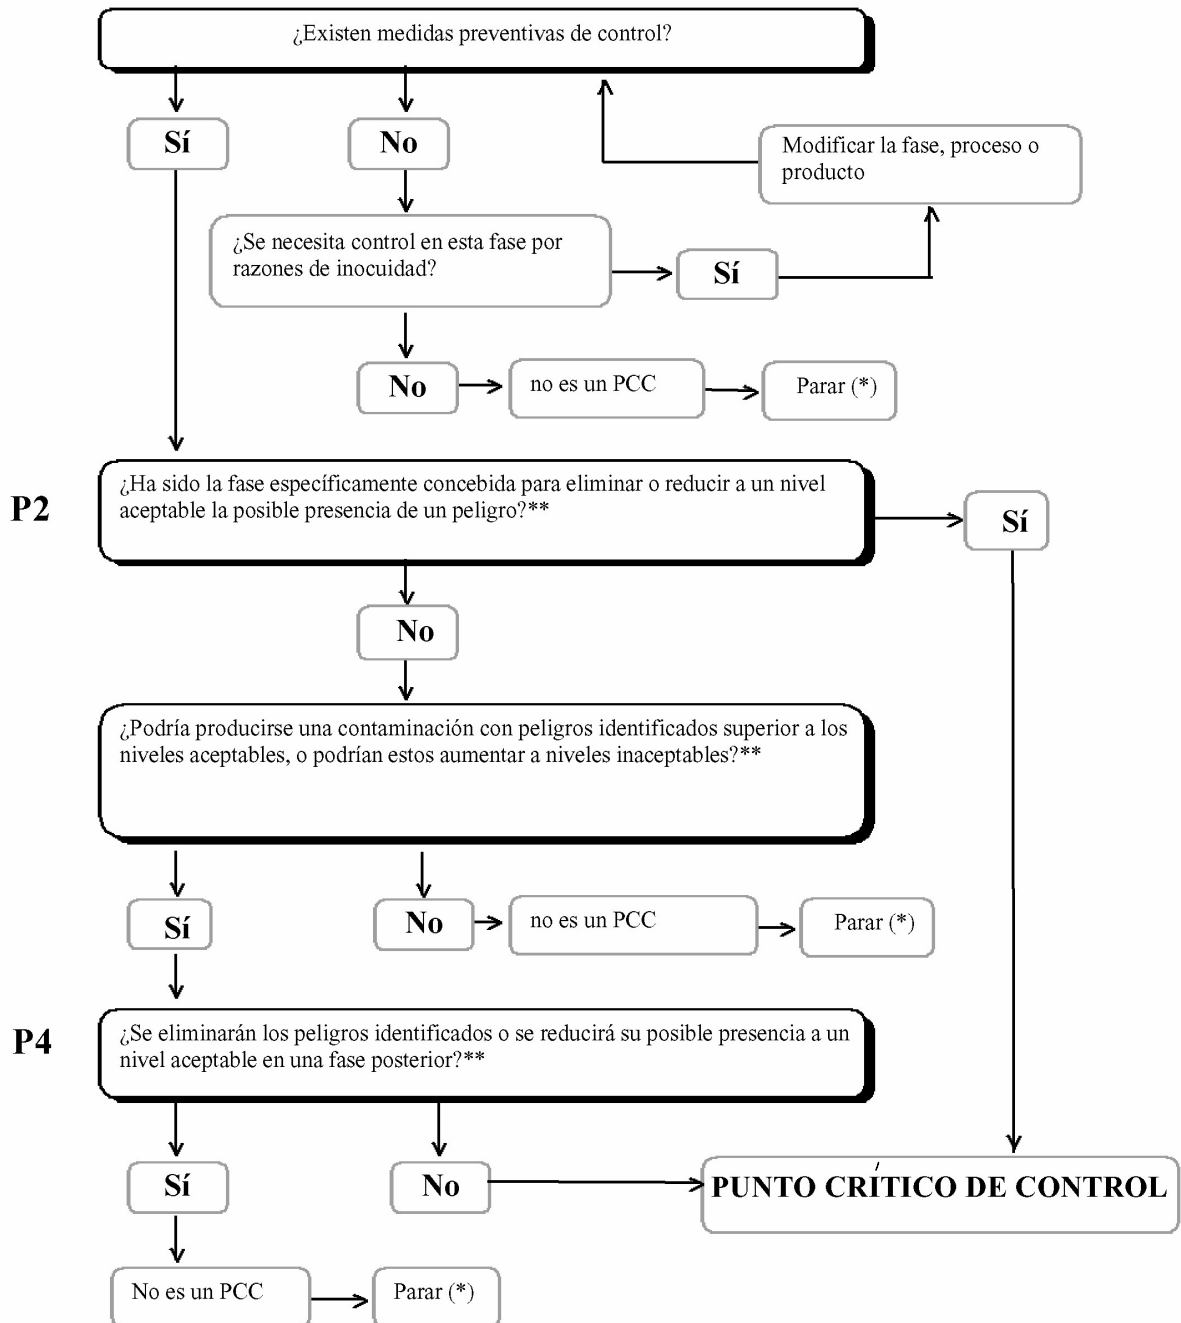 ¿Existen medidas preventivas de control?
Sí
No
Modificar la fase, proceso o
producto
¿Se necesita control en esta fase por
razones de inocuidad?
Sí
No
no es un PCC
Parar (*)
P2
¿Ha sido la fase específicamente concebida para eliminar o reducir a un nivel
aceptable la posible presencia de un peligro?**
Sí
No
¿Podría producirse una contaminación con peligros identificados superior a los
niveles aceptables, o podrían estos aumentar a niveles inaceptables?**
Sí
No
no es un PCC
Parar (*)
P4
¿Se eliminarán los peligros identificados o se reducirá su posible presencia a un
nivel aceptable en una fase posterior?**
Sí
No
PUNTO CRÍTICO DE CONTROL
No es un PCC
Parar (*)